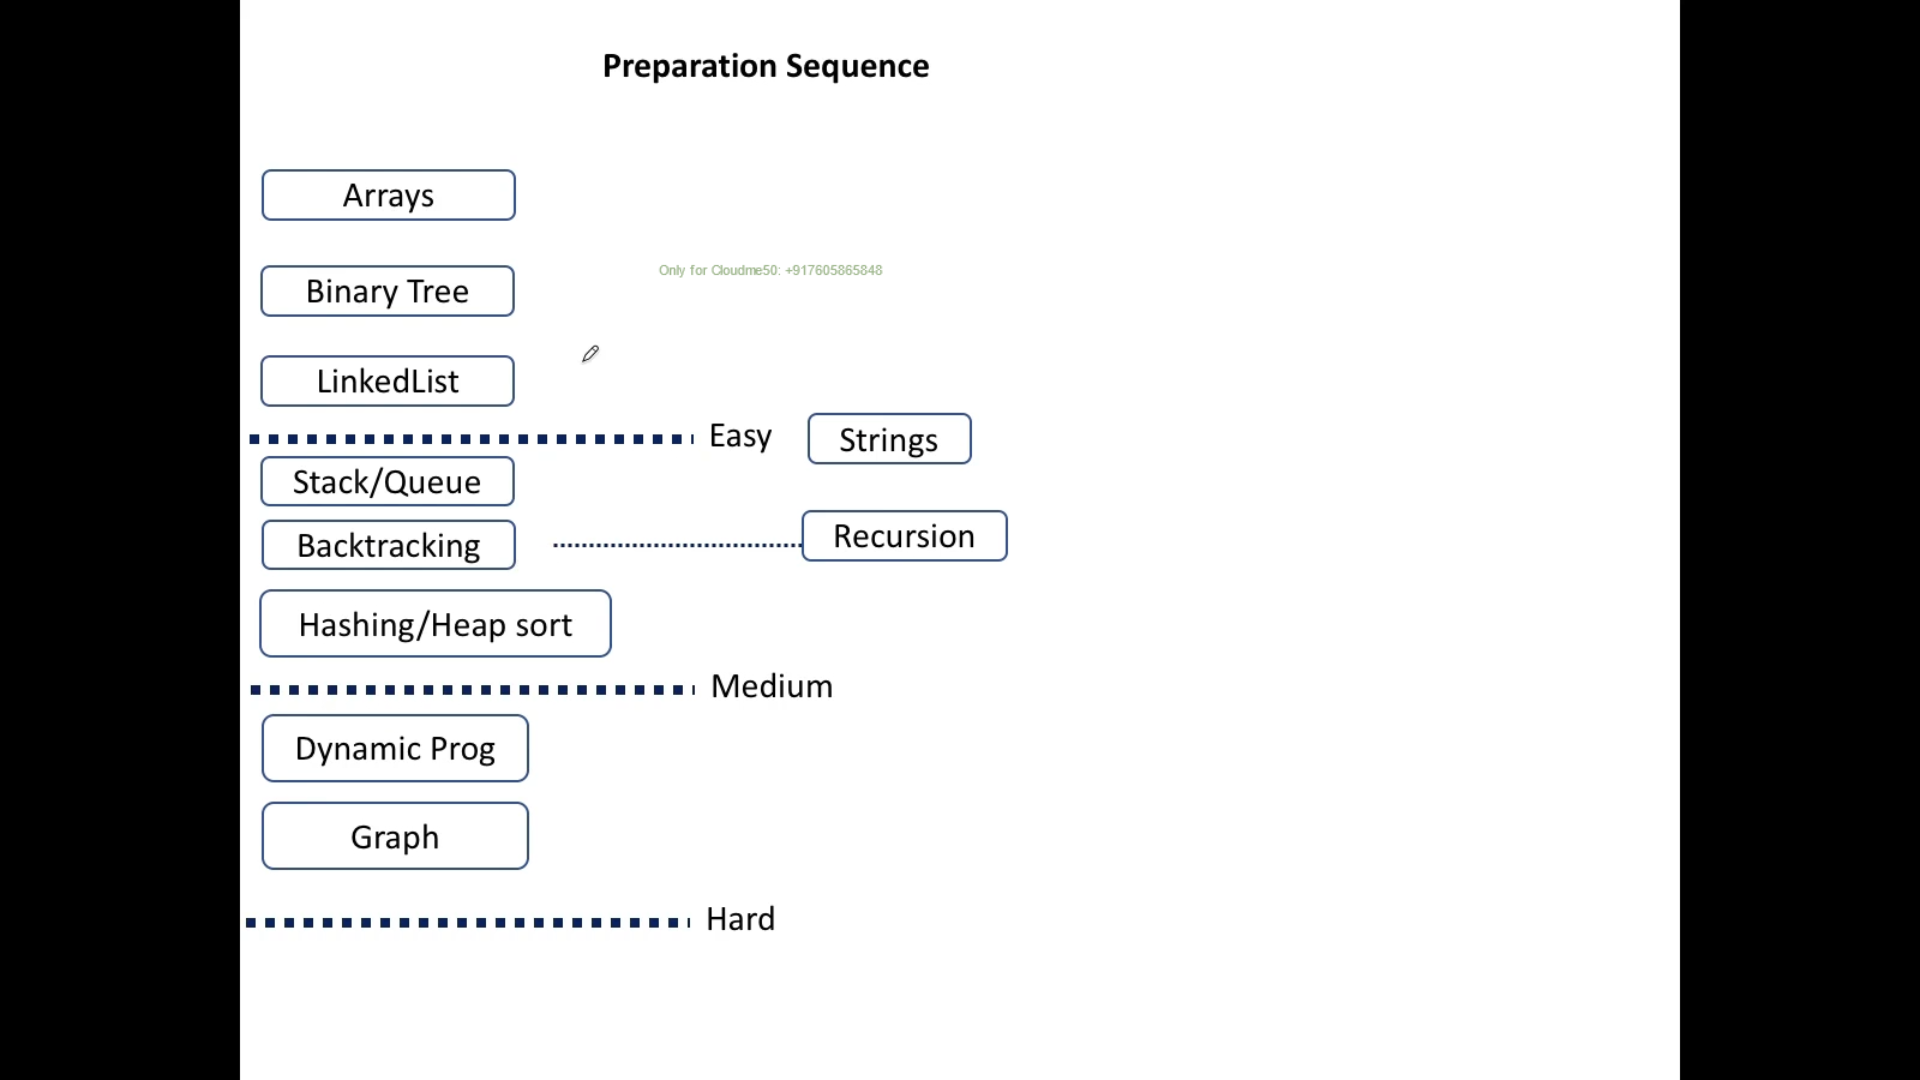 Preparation Sequence
Arrays
Only for Cloudme50: +917605865848
Binary Tree
LinkedList
Easy
Strings
Stack/Queue
Backtracking
Recursion
Hashing/Heap sort
Medium
Dynamic Prog
Graph
Hard